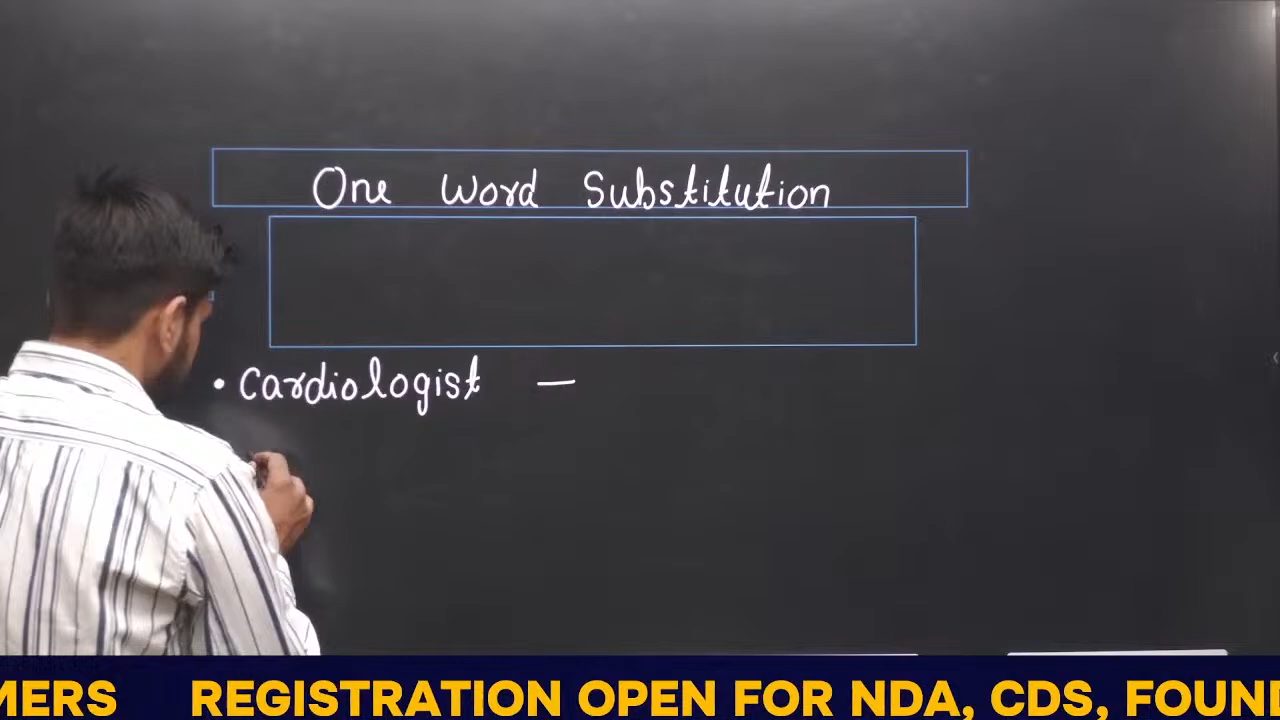 One Word Substitution
• Cardiologist —
MERS REGISTRATION OPEN FOR NDA, CDS, FOUN